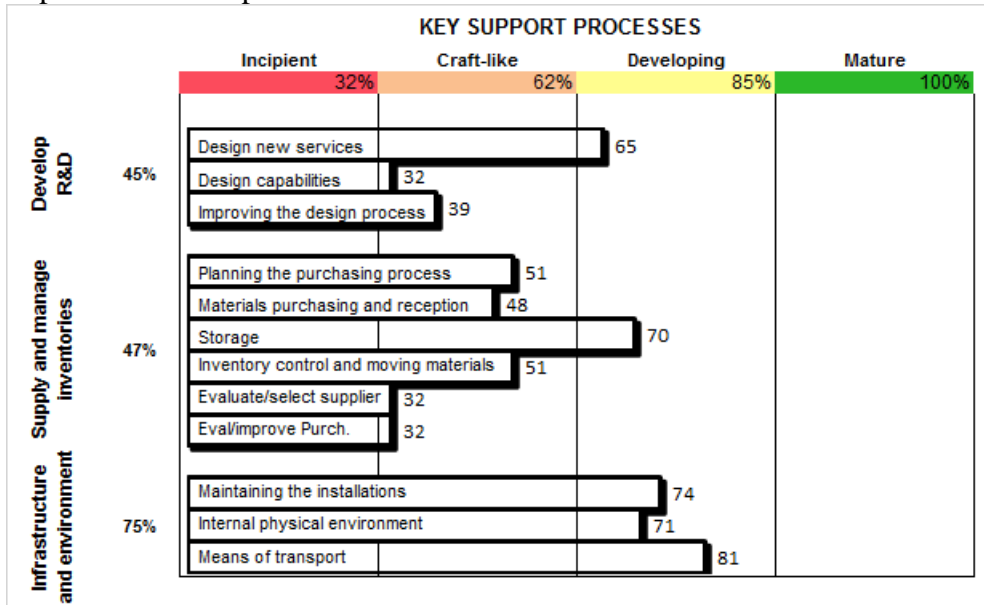 KEY SUPPORT PROCESSES
Incipient Craft-like Developing Mature
32% 62% 85% 100%
Develop
R&D
45%
Design new services 65
Design capabilities 32
Improving the design process 39
Supply and manage
inventories
47%
Planning the purchasing process 51
Materials purchasing and reception 48
Storage 70
Inventory control and moving materials 51
Evaluate/select supplier 32
Eval/improve Purch. 32
Infrastructure
and environment
75%
Maintaining the installations 74
Internal physical environment 71
Means of transport 81